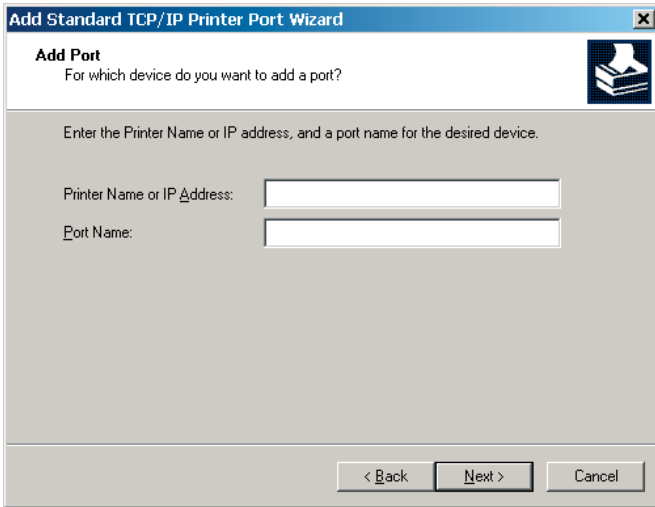 Add Standard TCP/IP Printer Port Wizard
Add Port
For which device do you want to add a port?
Enter the Printer Name or IP address, and a port name for the desired device.
Printer Name or IP Address:
Port Name:
< Back Next > Cancel